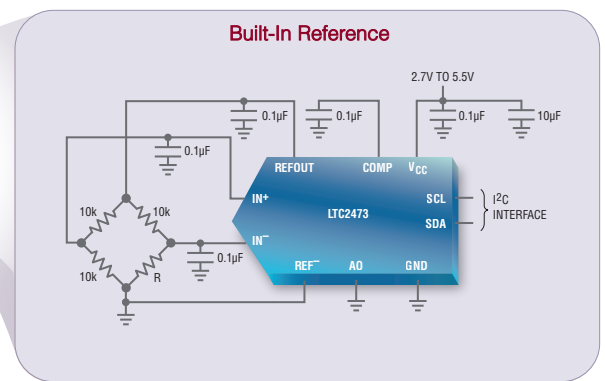 Built-In Reference
2.7V TO 5.5V
0.1µF
0.1µF
0.1µF
10µF
0.1µF
REFOUT
COMP
VCC
10k
10k
IN+
SCL
I2C
INTERFACE
LTC2473
SDA
IN−
0.1µF
10k
R
REF−
AO
GND